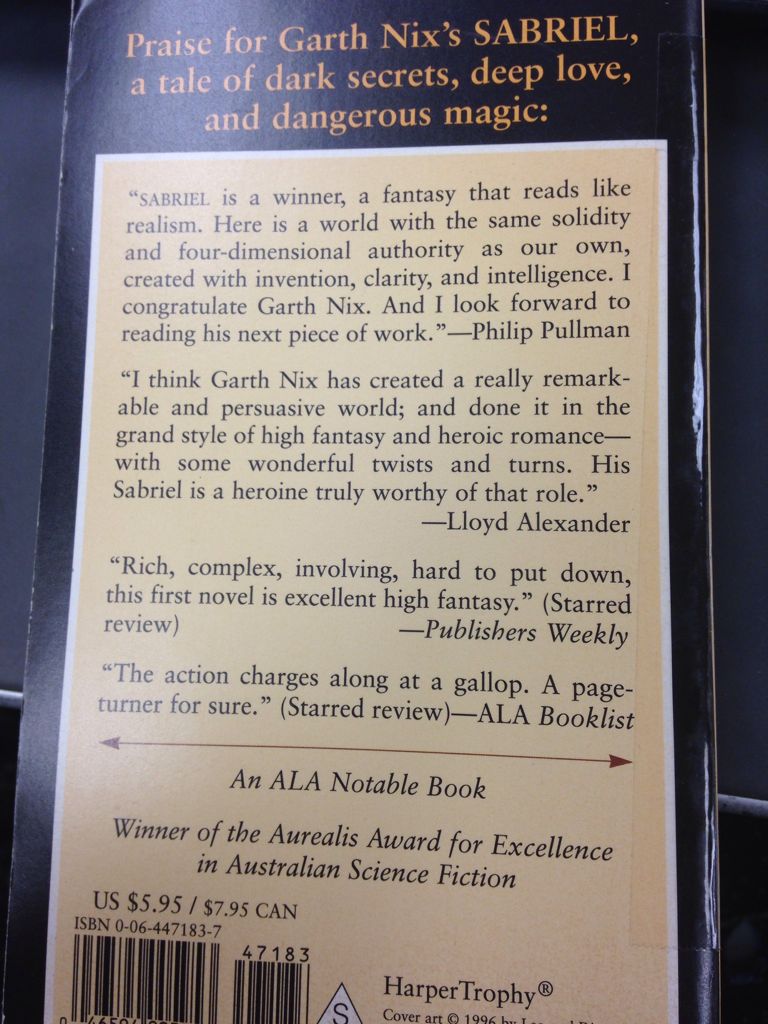 Praise for Garth Nix's SABRIEL,
a tale of dark secrets, deep love,
and dangerous magic:
“SABRIEL is a winner, a fantasy that reads like
realism. Here is a world with the same solidity
and four-dimensional authority as our own,
created with invention, clarity, and intelligence. I
congratulate Garth Nix. And I look forward to
reading his next piece of work.”—Philip Pullman
“I think Garth Nix has created a really remark-
able and persuasive world; and done it in the
grand style of high fantasy and heroic romance—
with some wonderful twists and turns. His
Sabriel is a heroine truly worthy of that role.”
—Lloyd Alexander
“Rich, complex, involving, hard to put down,
this first novel is excellent high fantasy.” (Starred
review) —Publishers Weekly
“The action charges along at a gallop. A page-
turner for sure.” (Starred review)—ALA Booklist
An ALA Notable Book
Winner of the Aurealis Award for Excellence
in Australian Science Fiction
US $5.95 / $7.95 CAN
ISBN 0-06-447183-7
47183
S
HarperTrophy®
Cover art © 1996 by